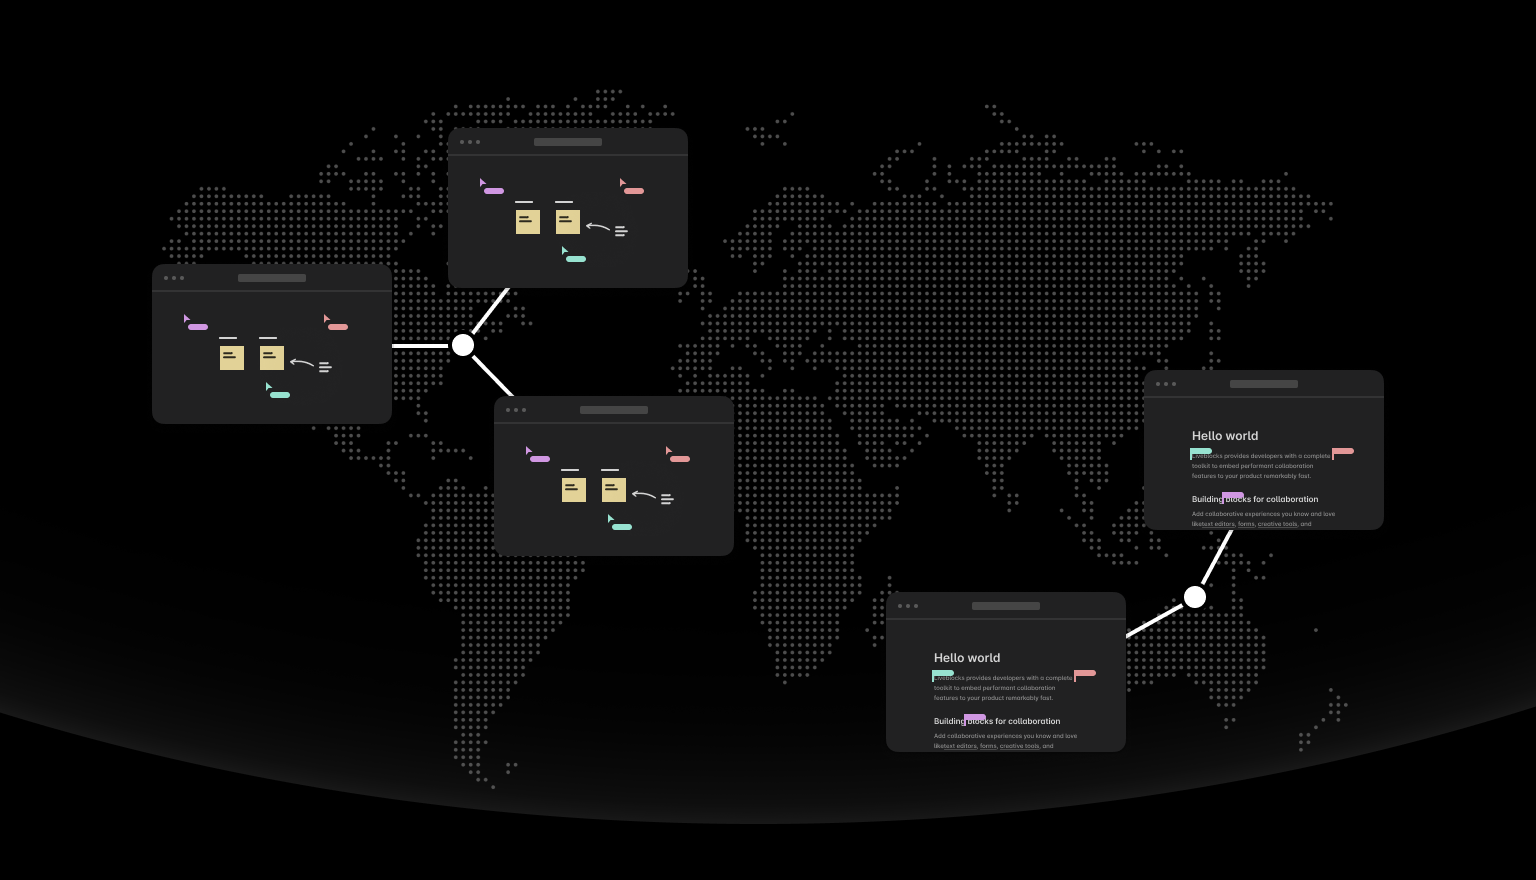 Hello world
Liveblocks provides developers with a complete
toolkit to embed performant collaboration
features to your product remarkably fast.
Building blocks for collaboration
Add collaborative experiences you know and love
liketext editors, forms, creative tools, and
Hello world
Liveblocks provides developers with a complete
toolkit to embed performant collaboration
features to your product remarkably fast.
Building blocks for collaboration
Add collaborative experiences you know and love
liketext editors, forms, creative tools, and